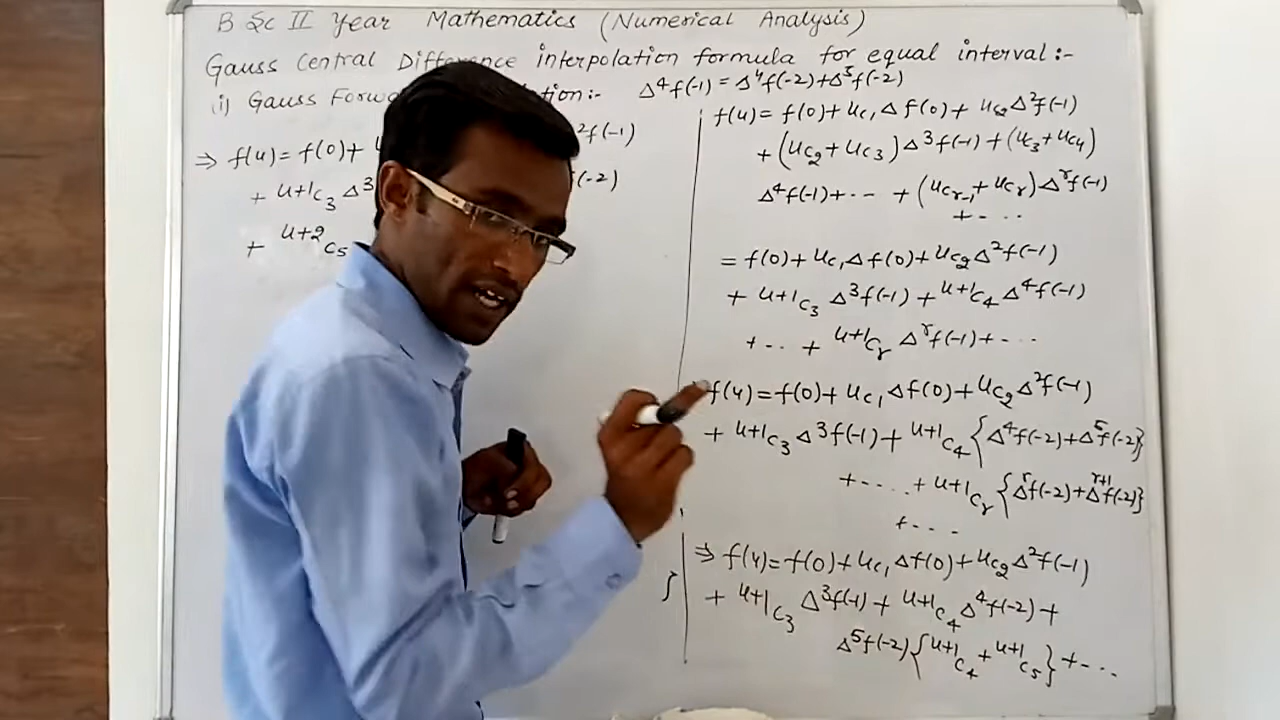 B Sc II Year Mathematics (Numerical Analysis)
Gauss Central Difference interpolation formula for equal interval :-
i) Gauss Forwa tion:- Δ⁴f(-1) = Δ⁴f(-2)+Δ⁵f(-2)
⇒ f(u) = f(0)+ u ²f(-1)
+ u+1c₃ Δ³ f(-2)
+ u+2c₅
f(u) = f(0)+ uc₁ Δf(0)+ uc₂ Δ²f(-1)
+ (uc₂+uc₃) Δ³f(-1)+(uc₃+uc₄)
Δ⁴f(-1)+-- + (ucᵣ₋₁+ucᵣ)Δʳf(-1)
+ - - -
= f(0)+ uc₁ Δf(0)+ uc₂ Δ²f(-1)
+ u+1c₃ Δ³f(-1)+ u+1c₄ Δ⁴f(-1)
+ -- + u+1cᵣ Δʳf(-1)+ - - -
f(u)=f(0)+ uc₁ Δf(0)+ uc₂ Δ²f(-1)
+ u+1c₃ Δ³f(-1)+ u+1c₄ {Δ⁴f(-2)+Δ⁵f(-2)}
+ - - . . + u+1cᵣ {Δʳf(-2)+Δʳ⁺¹f(-2)}
+ - - -
⇒ f(u)=f(0)+uc₁ Δf(0)+uc₂ Δ²f(-1)
+ u+1c₃ Δ³f(-1)+ u+1c₄ Δ⁴f(-2)+
Δ⁵f(-2){u+1c₄+u+1c₅}+- - -